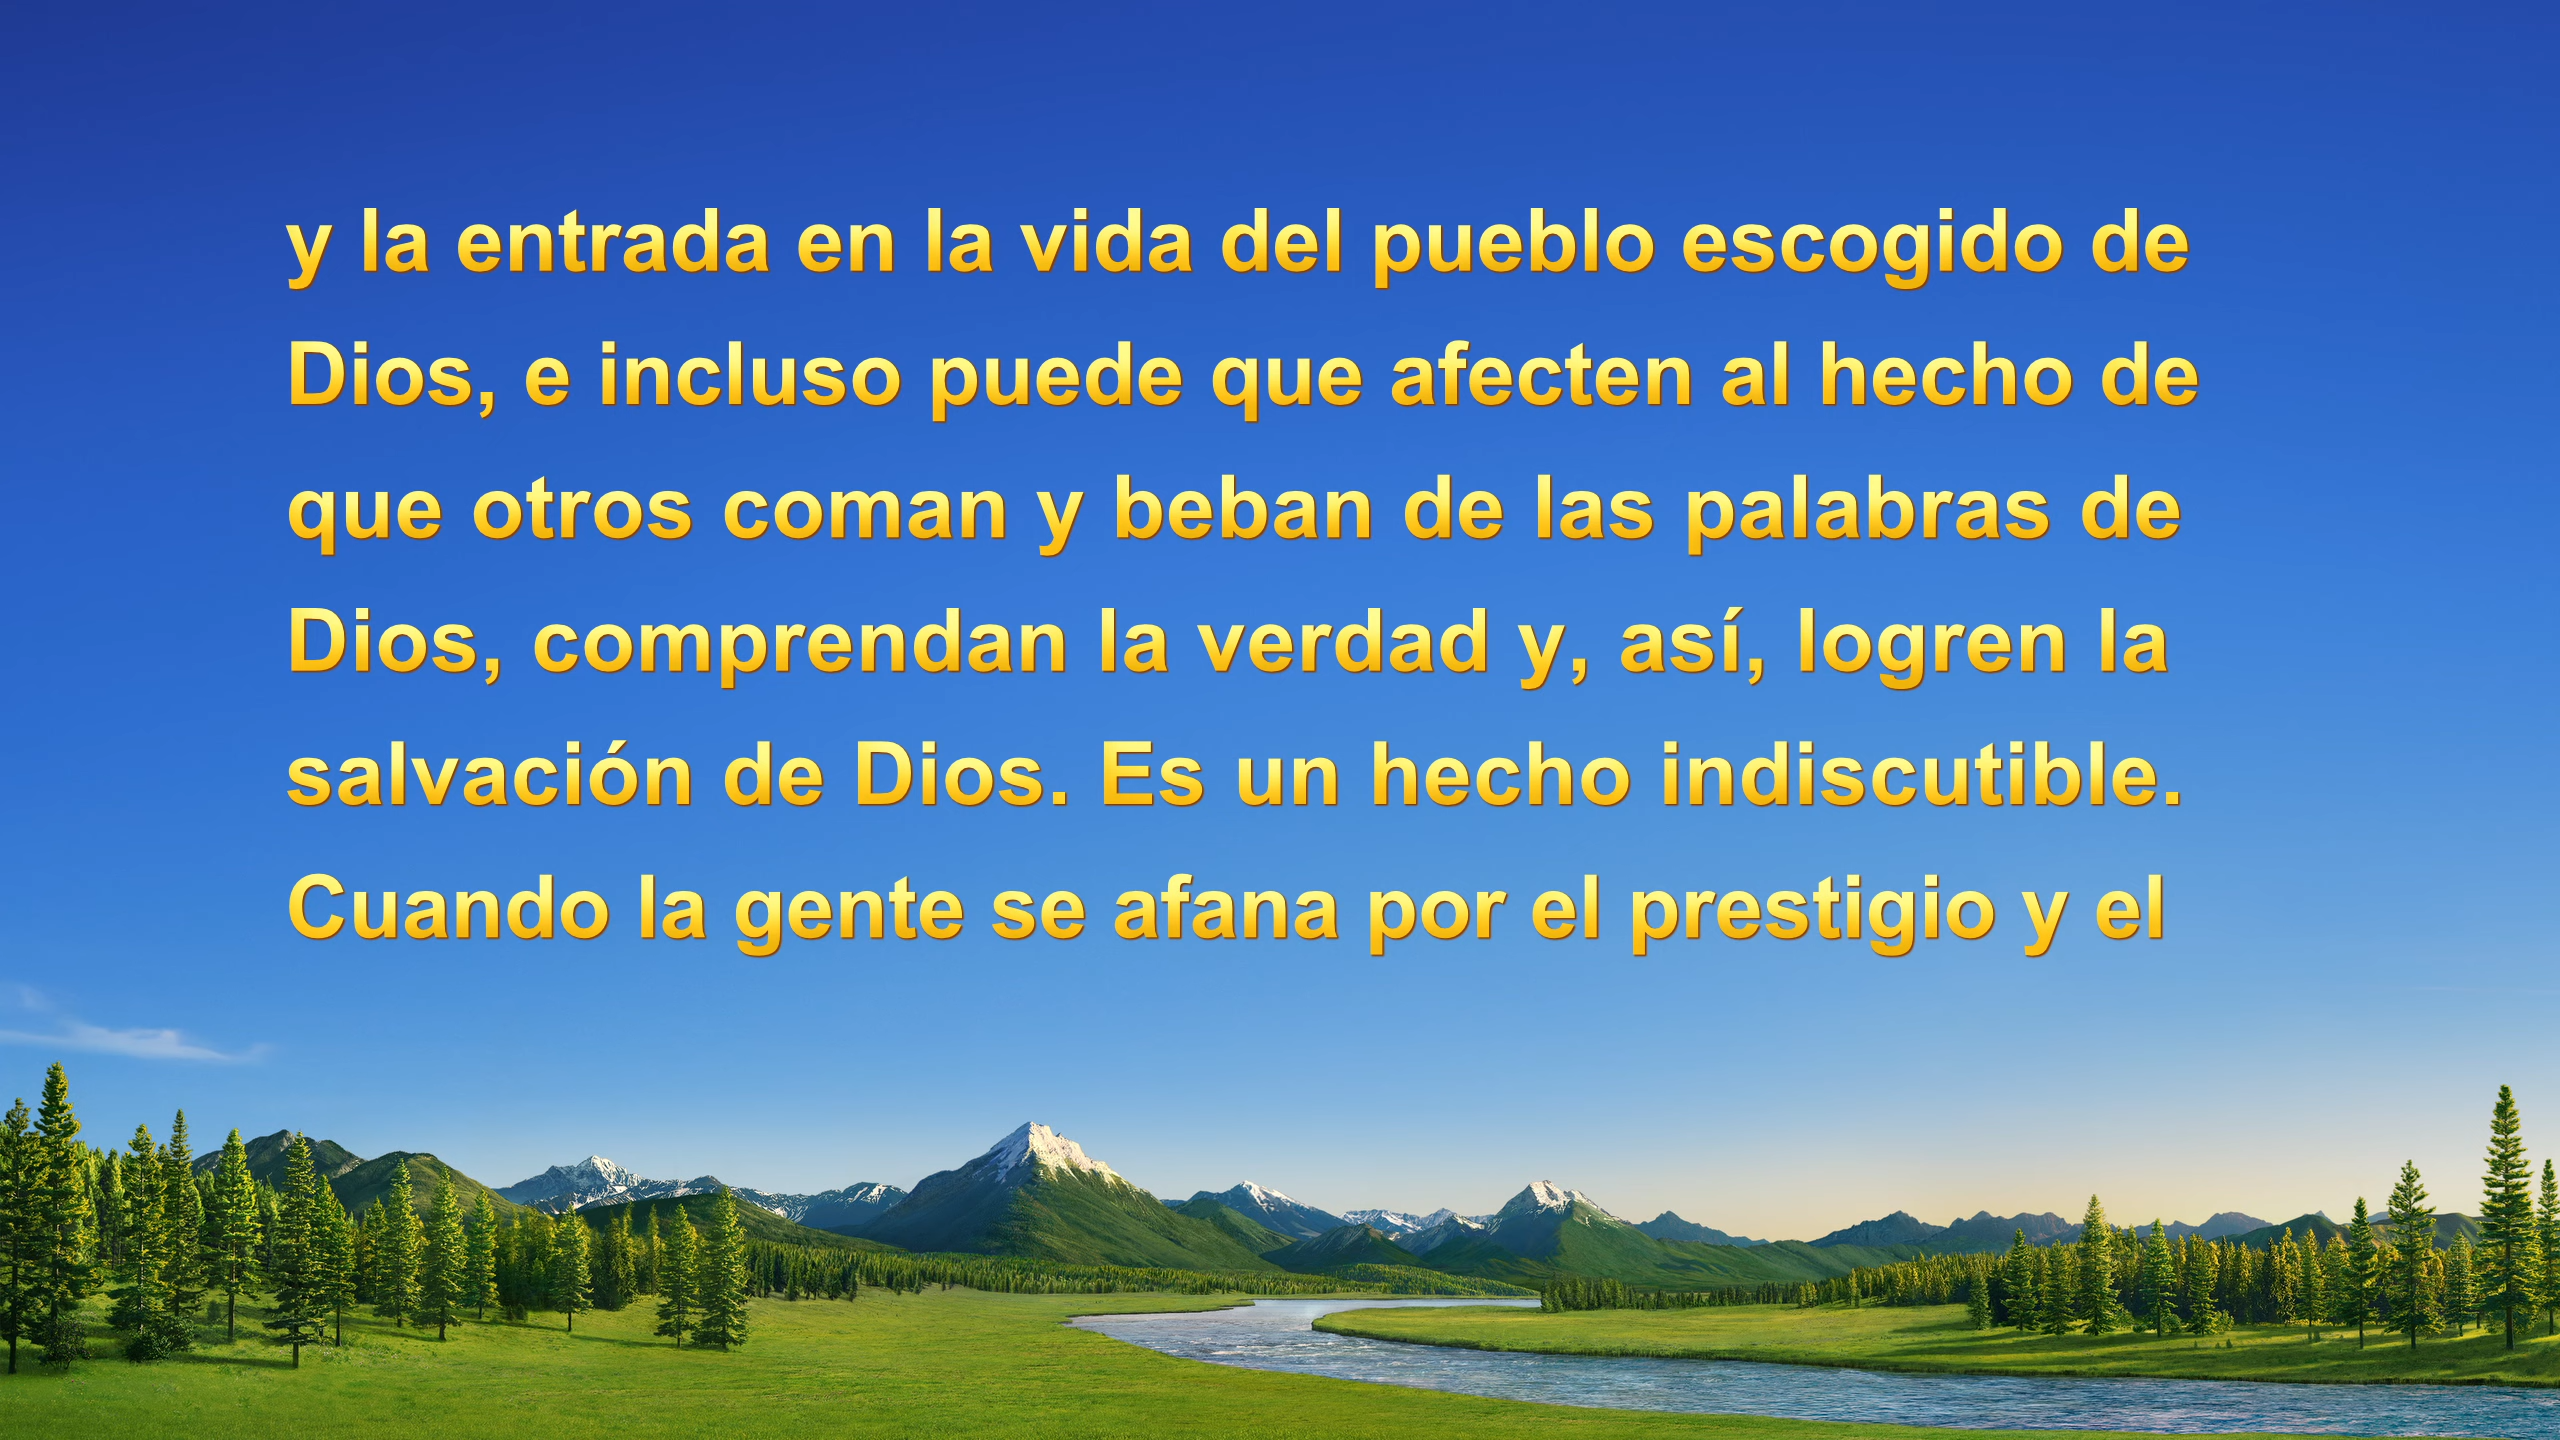 y la entrada en la vida del pueblo escogido de
Dios, e incluso puede que afecten al hecho de
que otros coman y beban de las palabras de
Dios, comprendan la verdad y, así, logren la
salvación de Dios. Es un hecho indiscutible.
Cuando la gente se afana por el prestigio y el